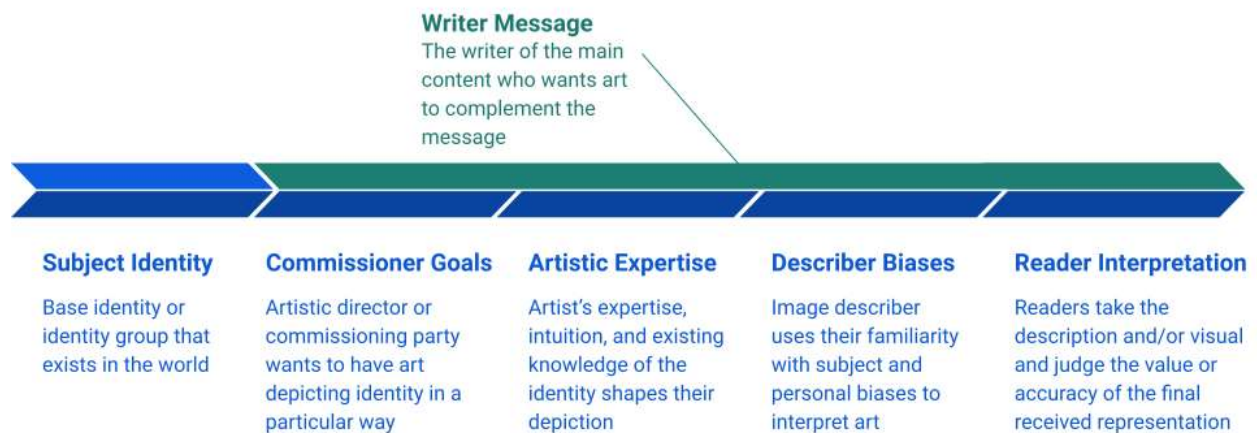 Writer Message
The writer of the main
content who wants art
to complement the
message
Subject Identity
Base identity or
identity group that
exists in the world
Commissioner Goals
Artistic director or
commissioning party
wants to have art
depicting identity in a
particular way
Artistic Expertise
Artist's expertise,
intuition, and existing
knowledge of the
identity shapes their
depiction
Describer Biases
Image describer
uses their familiarity
with subject and
personal biases to
interpret art
Reader Interpretation
Readers take the
description and/or visual
and judge the value or
accuracy of the final
received representation